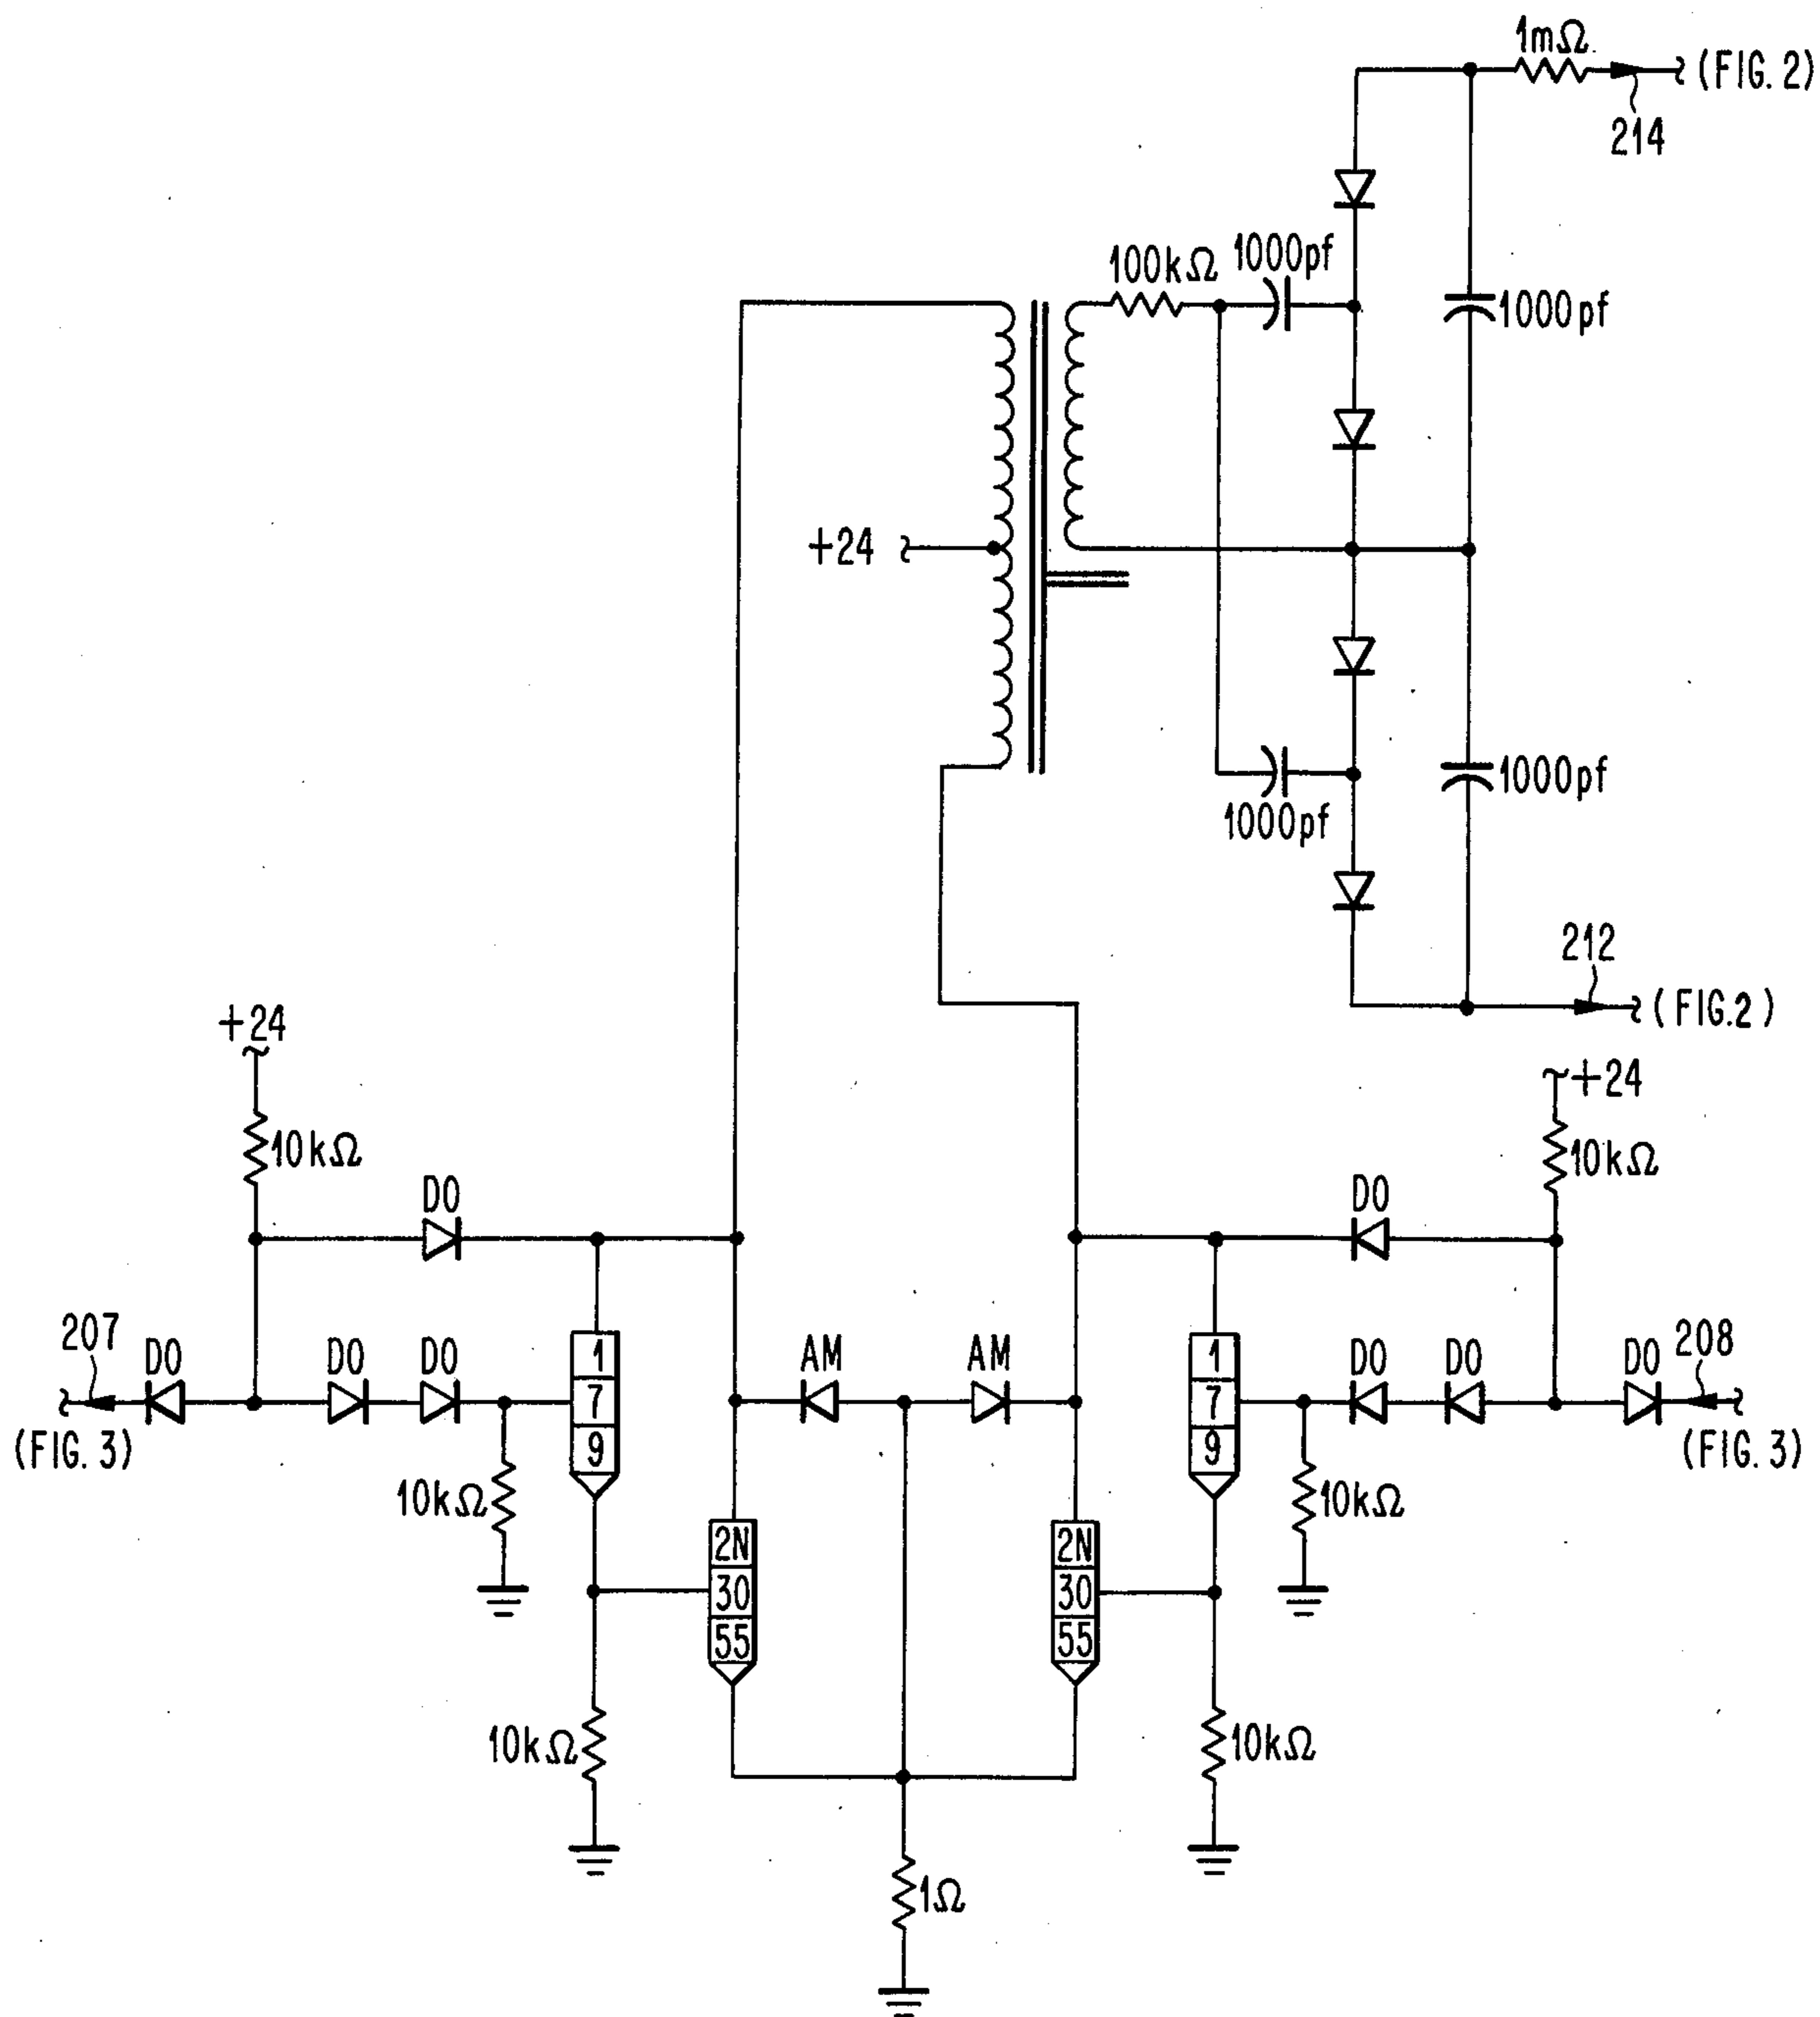 1mΩ
(FIG. 2)
214
100kΩ
1000pf
1000pf
+24
1000pf
1000pf
212
(FIG.2)
+24
+24
10kΩ
10kΩ
DO
DO
207
DO
DO
DO
1
7
9
AM
AM
1
7
9
DO
DO
DO
208
(FIG. 3)
(FIG. 3)
10kΩ
10kΩ
2N
30
55
2N
30
55
10kΩ
10kΩ
1Ω